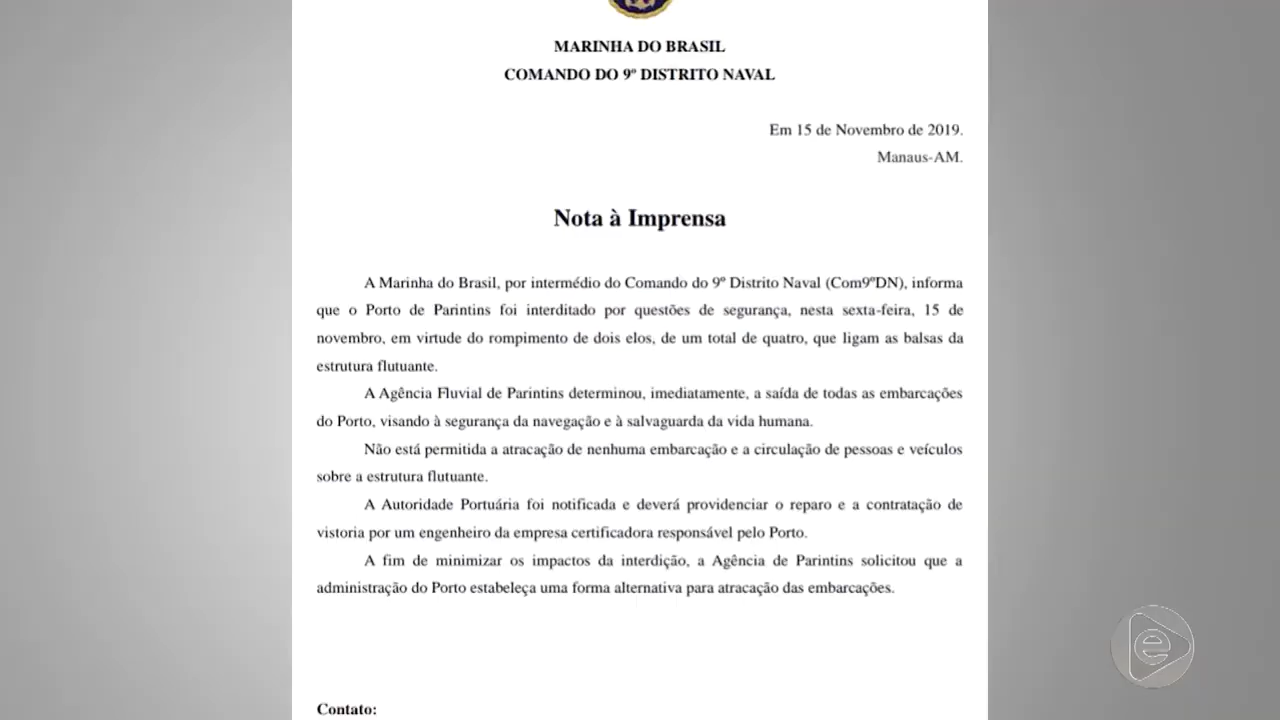 MARINHA DO BRASIL
COMANDO DO 9º DISTRITO NAVAL
Em 15 de Novembro de 2019.
Manaus-AM.
Nota à Imprensa
A Marinha do Brasil, por intermédio do Comando do 9º Distrito Naval (Com9ºDN), informa
que o Porto de Parintins foi interditado por questões de segurança, nesta sexta-feira, 15 de
novembro, em virtude do rompimento de dois elos, de um total de quatro, que ligam as balsas da
estrutura flutuante.
A Agência Fluvial de Parintins determinou, imediatamente, a saída de todas as embarcações
do Porto, visando à segurança da navegação e à salvaguarda da vida humana.
Não está permitida a atracação de nenhuma embarcação e a circulação de pessoas e veículos
sobre a estrutura flutuante.
A Autoridade Portuária foi notificada e deverá providenciar o reparo e a contratação de
vistoria por um engenheiro da empresa certificadora responsável pelo Porto.
A fim de minimizar os impactos da interdição, a Agência de Parintins solicitou que a
administração do Porto estabeleça uma forma alternativa para atracação das embarcações.
e
Contato: